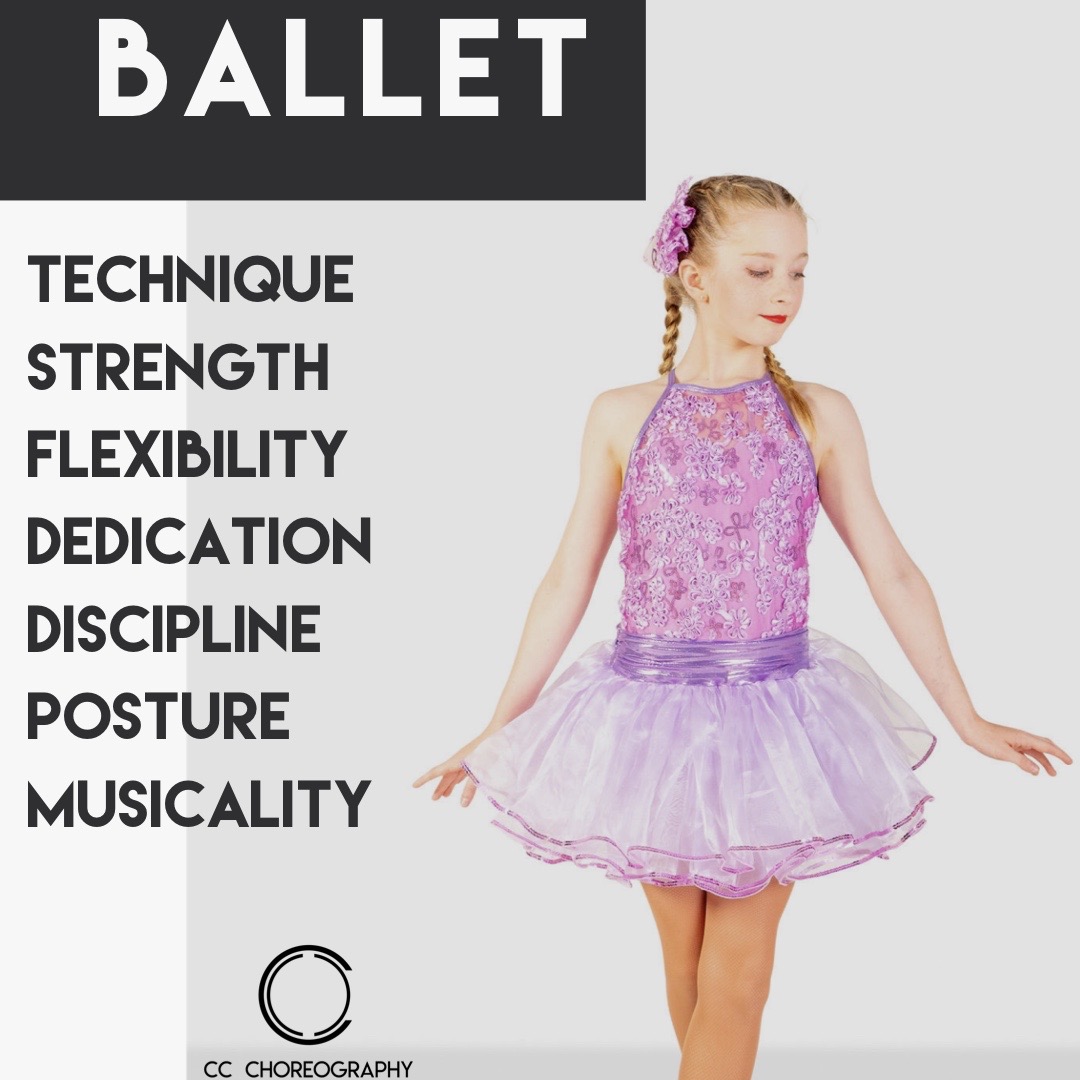 BALLET
TECHNIQUE
STRENGTH
FLEXIBILITY
DEDICATION
DISCIPLINE
POSTURE
MUSICALITY
CC CHOREOGRAPHY